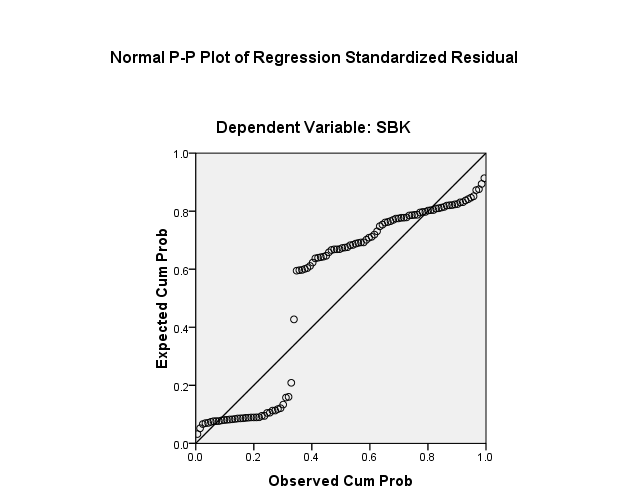 Normal P-P Plot of Regression Standardized Residual
Dependent Variable: SBK
1.0
0.8
0.6
0.4
0.2
0.0
Expected Cum Prob
0.0 0.2 0.4 0.6 0.8 1.0
Observed Cum Prob